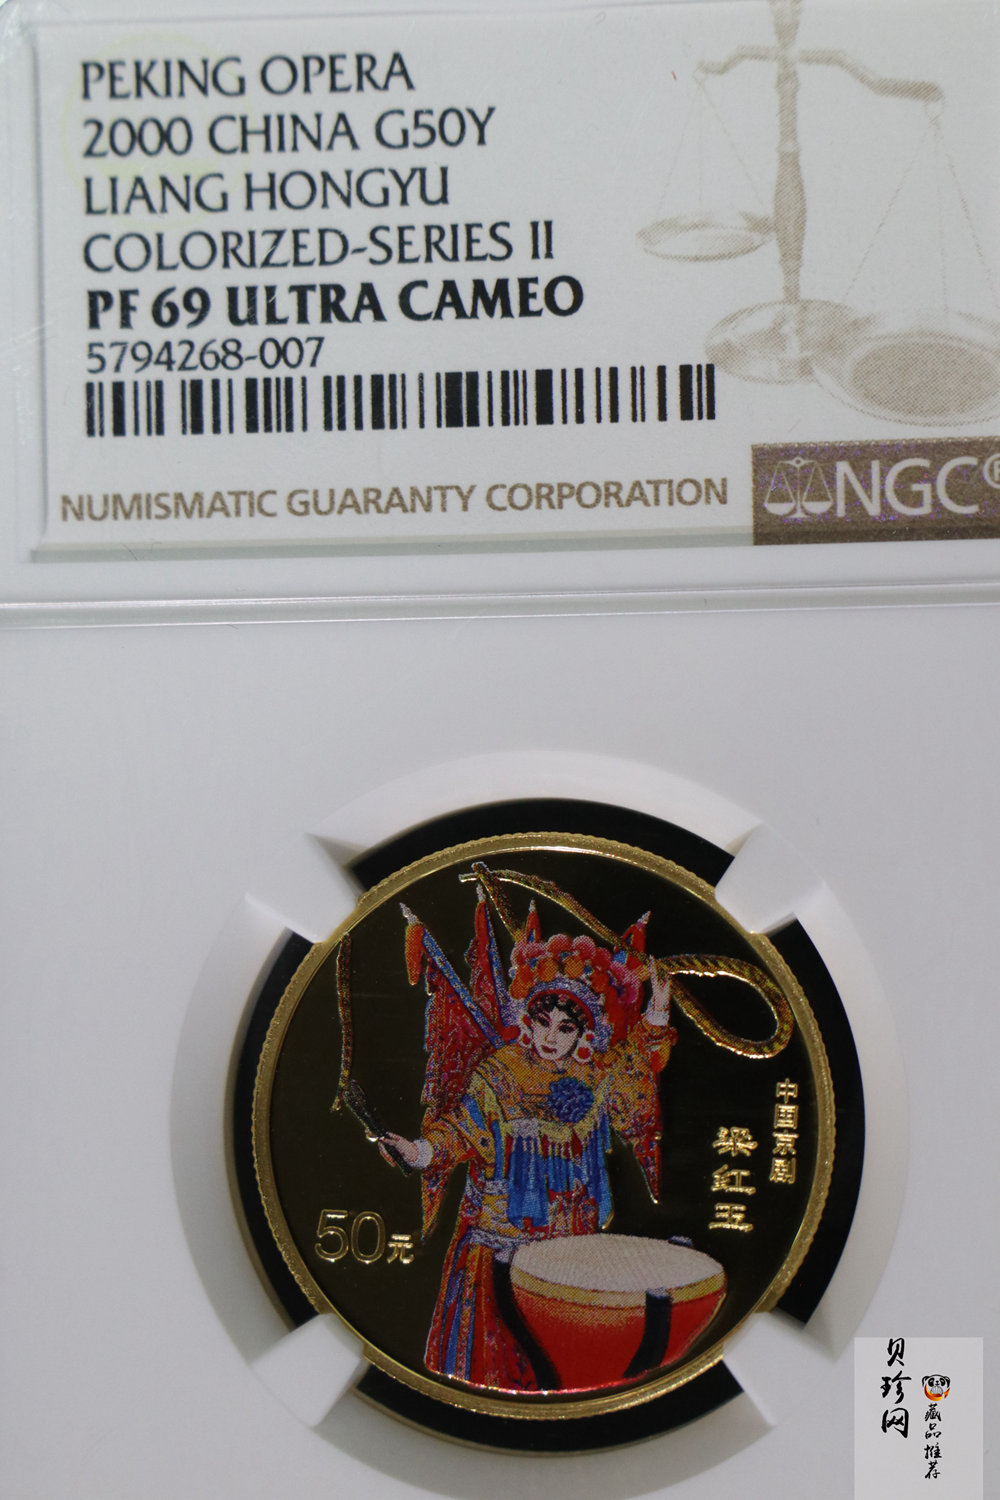 PEKING OPERA
2000 CHINA G50Y
LIANG HONGYU
COLORIZED-SERIES II
PF 69 ULTRA CAMEO
5794268-007
NUMISMATIC GUARANTY CORPORATION
NGC®
中国京剧
梁红玉
50元
贝珍网
藏品推荐